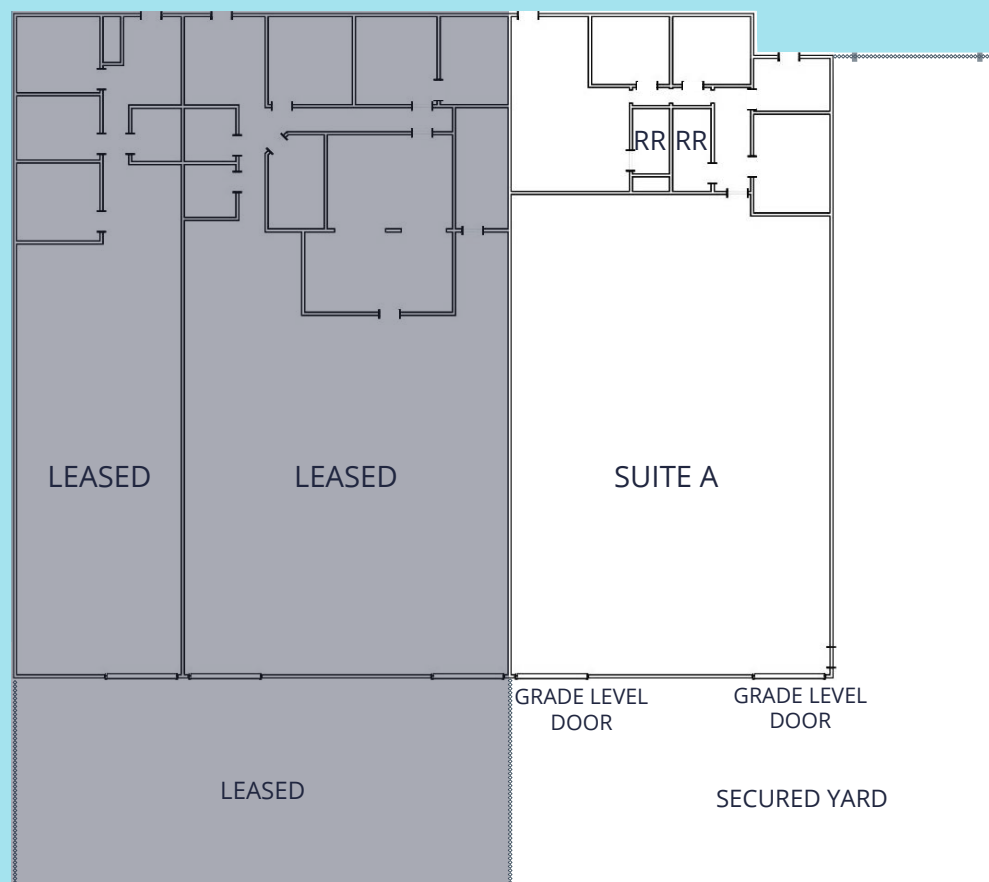 RR RR
LEASED
LEASED
SUITE A
GRADE LEVEL
DOOR
GRADE LEVEL
DOOR
LEASED
SECURED YARD